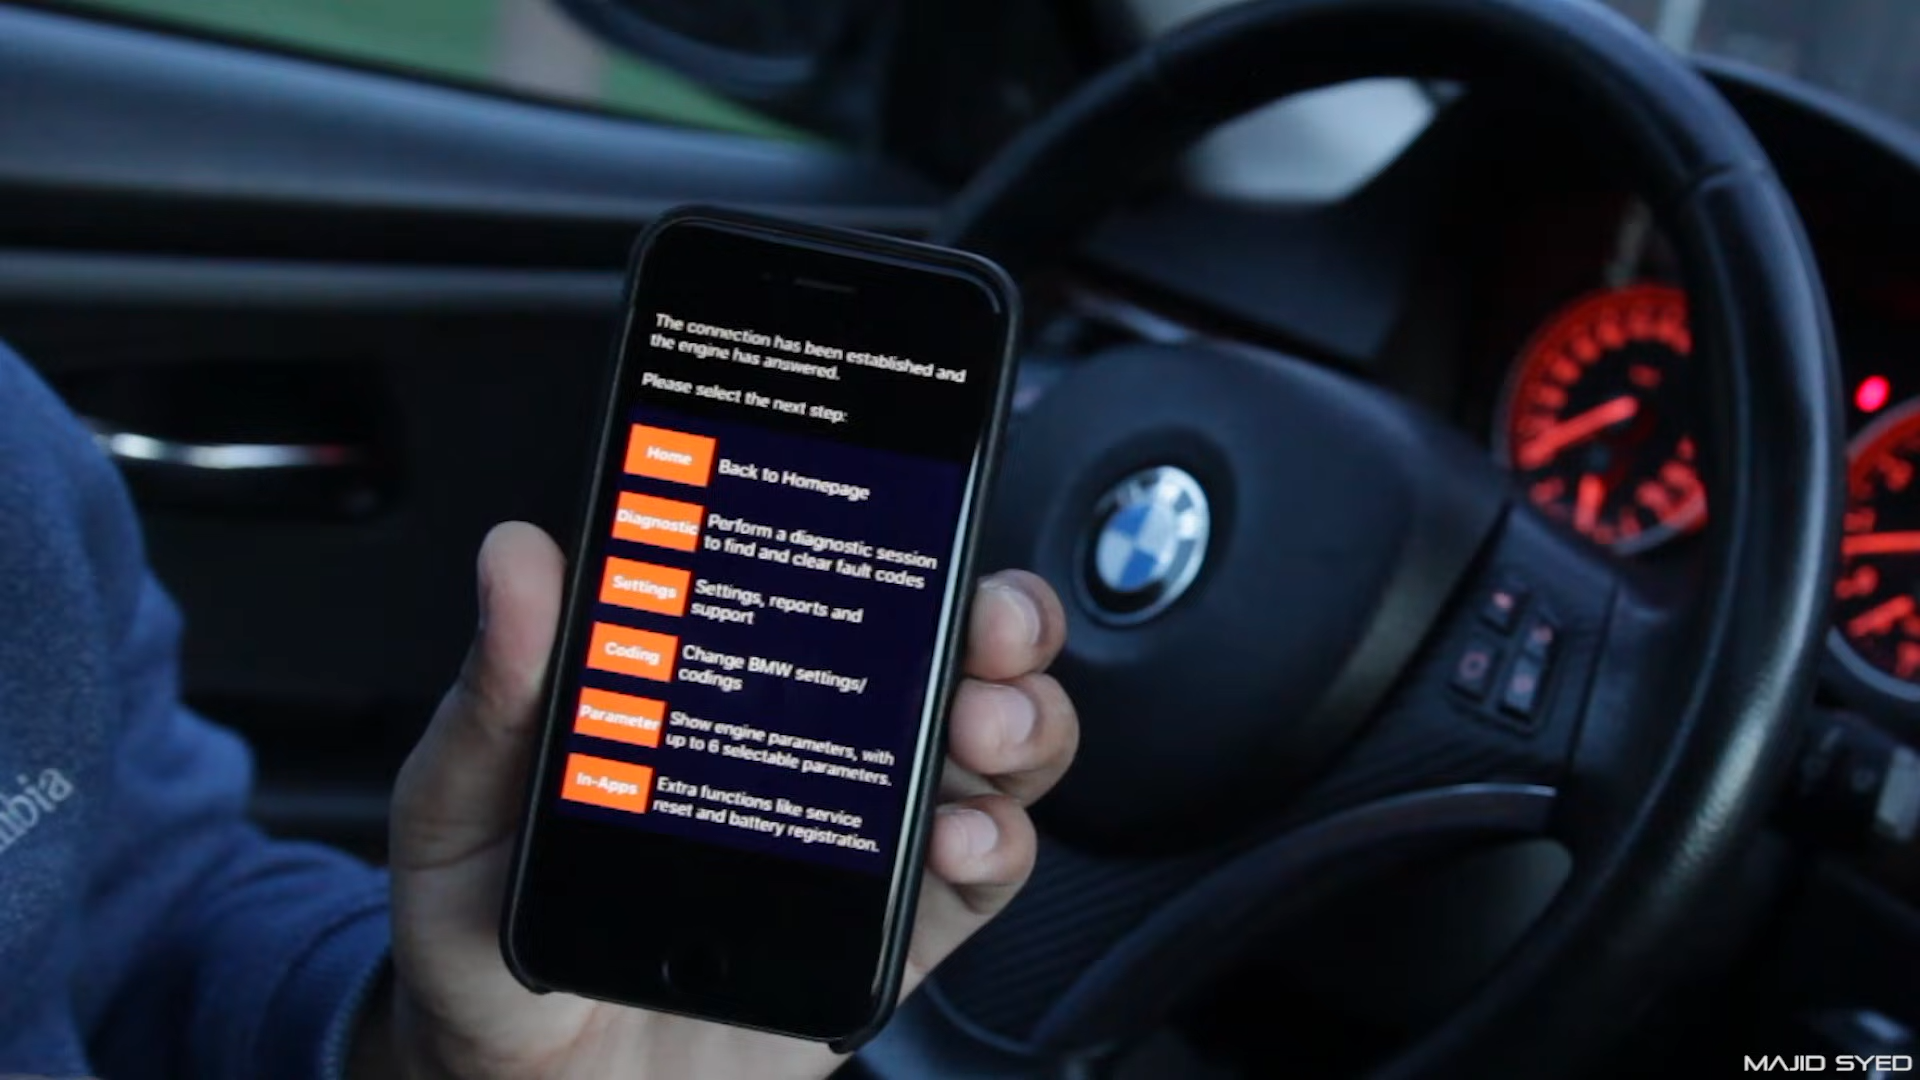 The connection has been established and
the engine has answered.
Please select the next step:
Home
Back to Homepage
Diagnostic
Perform a diagnostic session
to find and clear fault codes
Settings
Settings, reports and
support
Coding
Change BMW settings/
codings
Parameter
Show engine parameters, with
up to 6 selectable parameters.
In-Apps
Extra functions like service
reset and battery registration.
MAJID SYED